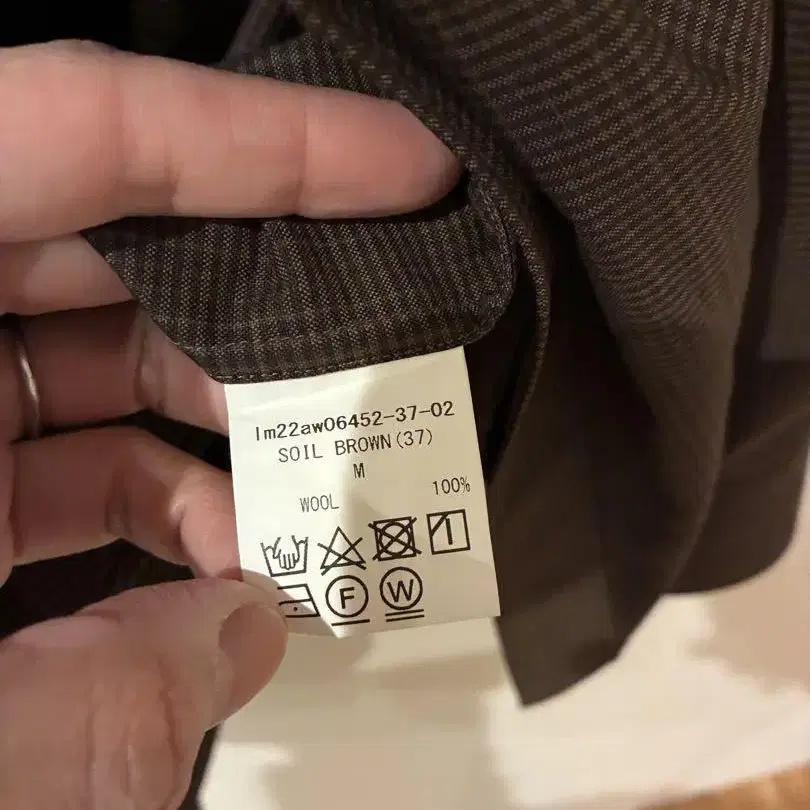 lm22aw06452-37-02
SOIL BROWN(37)
M
WOOL 100%
F W